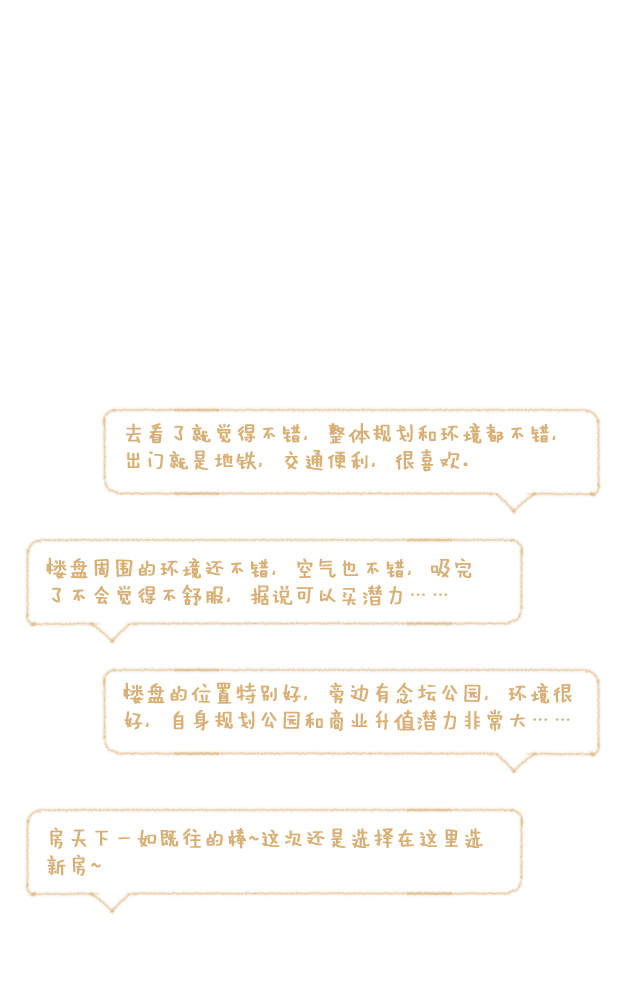 去看了就觉得不错，整体规划和环境都不错，
出门就是地铁，交通便利，很喜欢。
楼盘周围的环境还不错，空气也不错，吸完
了不会觉得不舒服，据说可以买潜力……
楼盘的位置特别好，旁边有念坛公园，环境很
好，自身规划公园和商业升值潜力非常大……
房天下一如既往的棒~这次还是选择在这里选
新房~